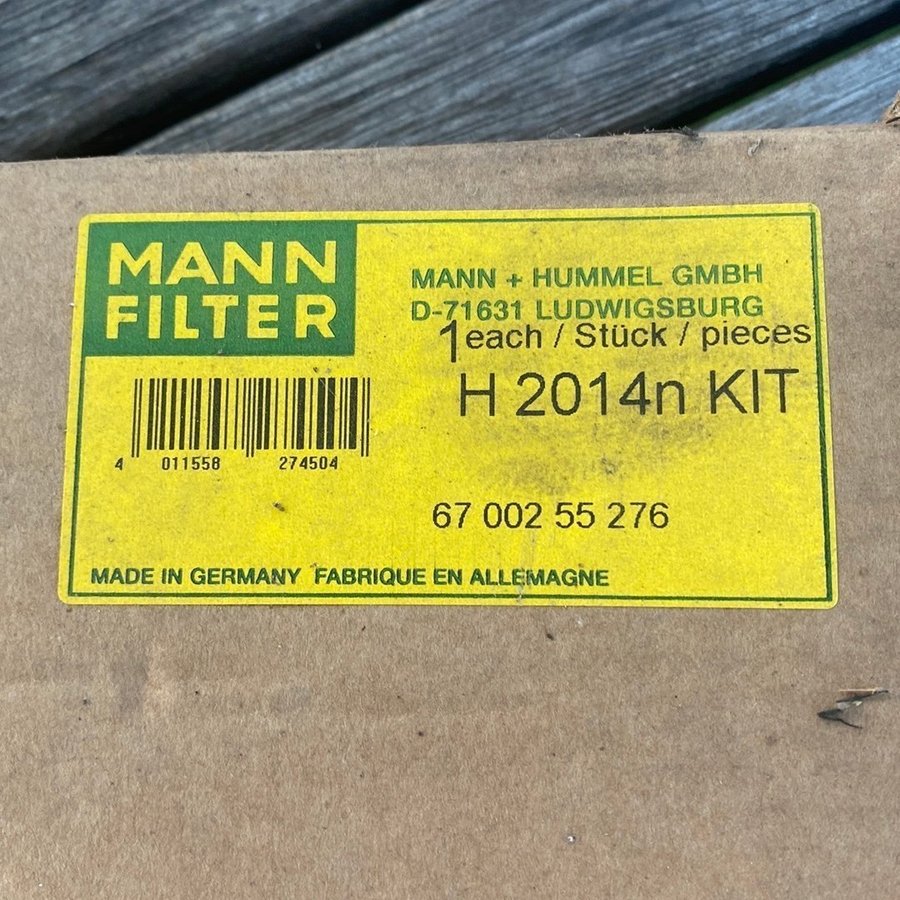 MANN
FILTER
MANN + HUMMEL GMBH
D-71631 LUDWIGSBURG
1 each / Stück / pieces
H 2014n KIT
4 011558 274504
67 002 55 276
MADE IN GERMANY FABRIQUE EN ALLEMAGNE